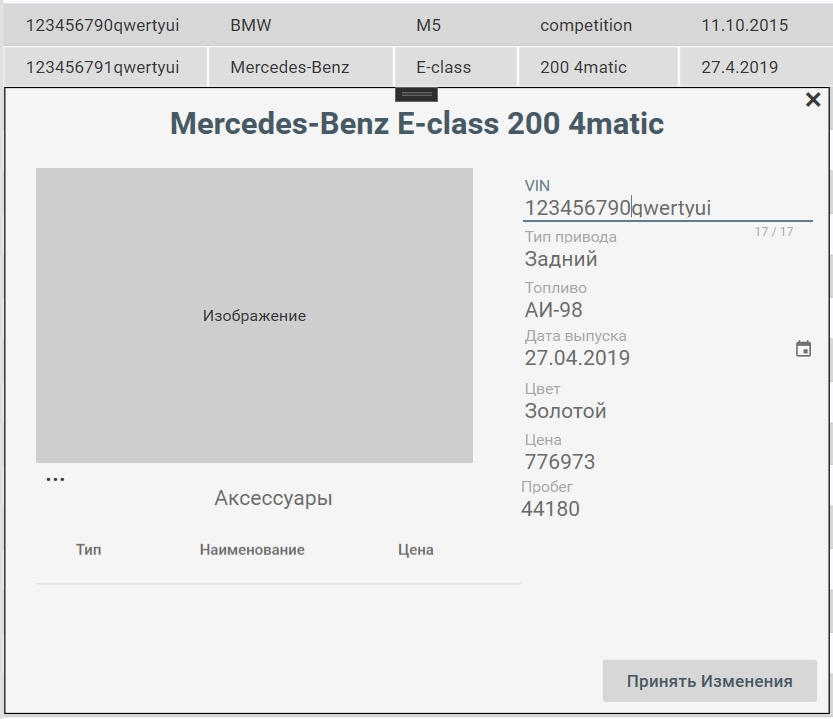 123456790qwertyui BMW M5 competition 11.10.2015
123456791qwertyui Mercedes-Benz E-class 200 4matic 27.4.2019
Mercedes-Benz E-class 200 4matic
Изображение
...
VIN
123456790qwertyui
17 / 17
Тип привода
Задний
Топливо
АИ-98
Дата выпуска
27.04.2019
Цвет
Золотой
Цена
776973
Пробег
44180
Аксессуары
Тип Наименование Цена
Принять Изменения